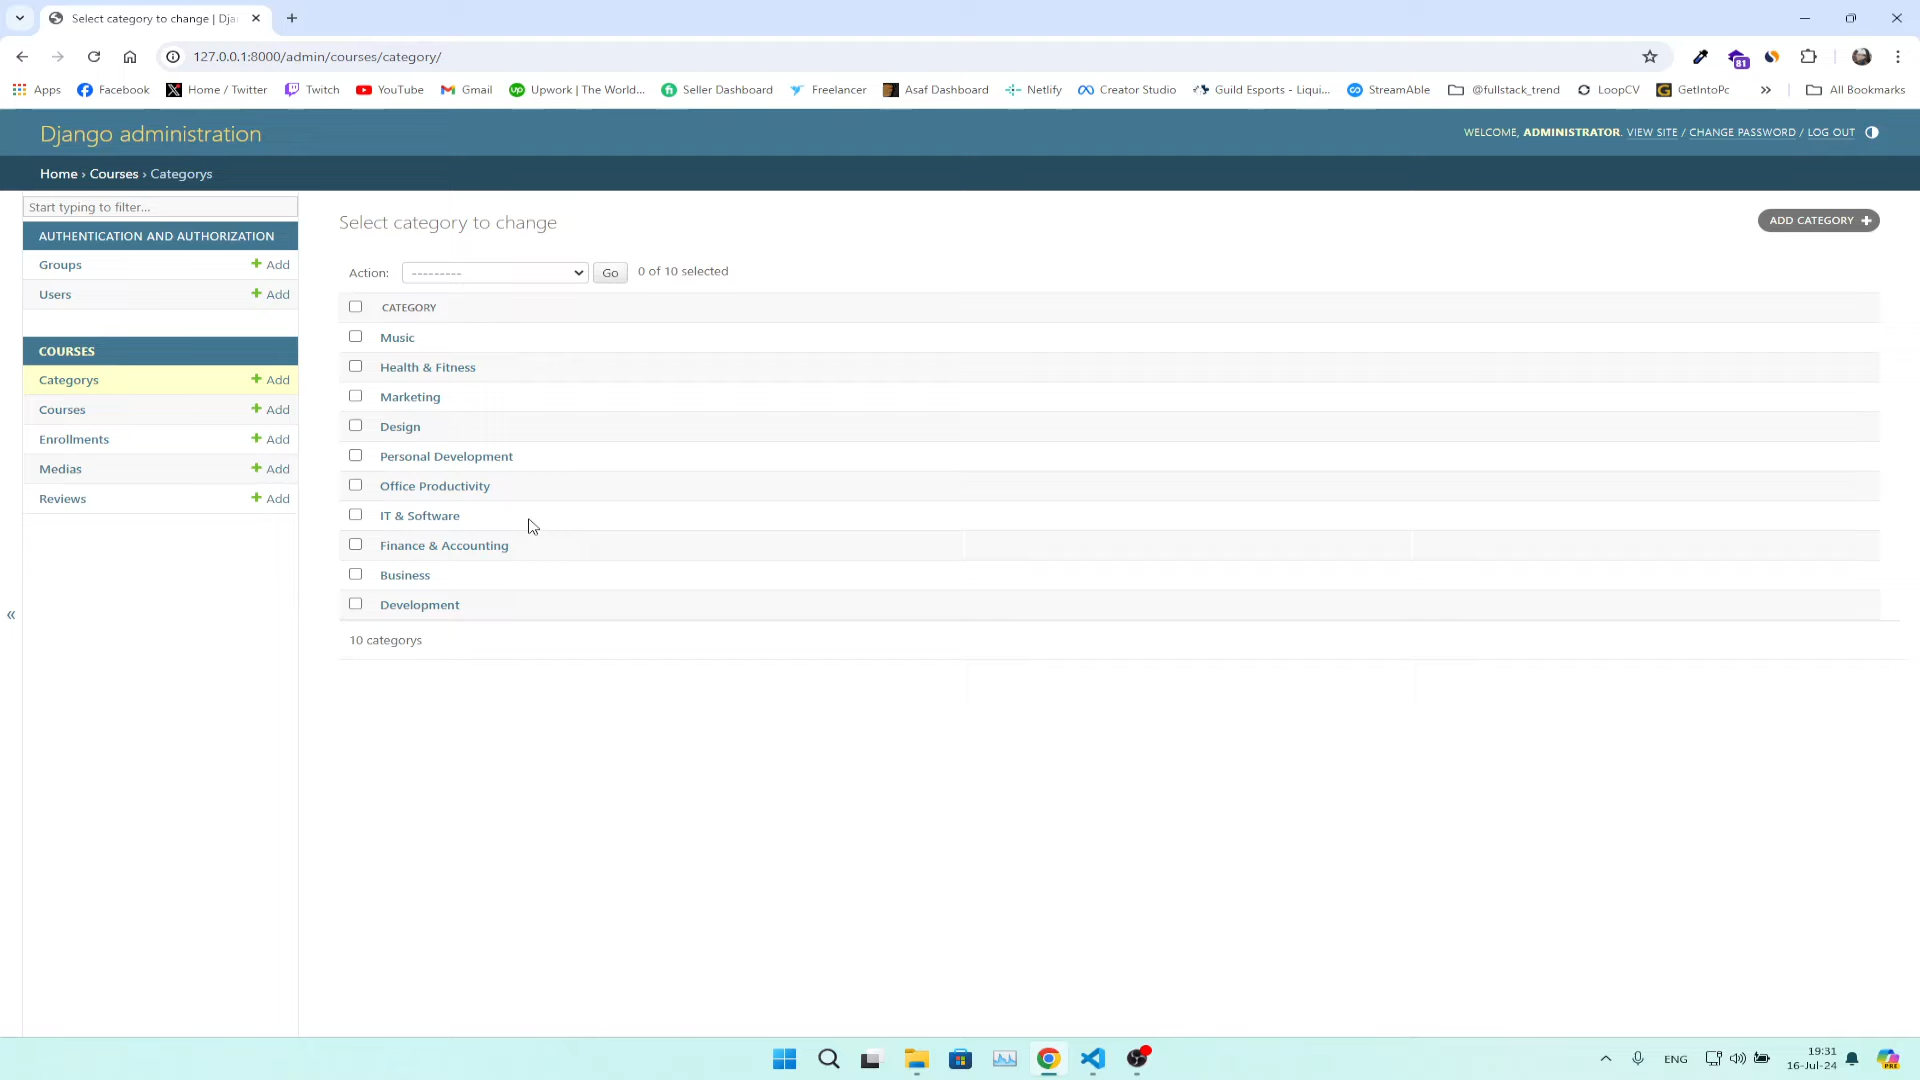 Select category to change | Dja
127.0.0.1:8000/admin/courses/category/
81
Apps Facebook Home / Twitter Twitch YouTube Gmail Upwork | The World... Seller Dashboard Freelancer Asaf Dashboard Netlify Creator Studio Guild Esports - Liqui... StreamAble @fullstack_trend LoopCV GetIntoPc All Bookmarks
Django administration
WELCOME, ADMINISTRATOR. VIEW SITE / CHANGE PASSWORD / LOG OUT
Home › Courses › Categorys
Start typing to filter...
AUTHENTICATION AND AUTHORIZATION
Groups + Add
Users + Add
COURSES
Categorys + Add
Courses + Add
Enrollments + Add
Medias + Add
Reviews + Add
«
Select category to change
ADD CATEGORY +
Action: --------- Go 0 of 10 selected
CATEGORY
Music
Health & Fitness
Marketing
Design
Personal Development
Office Productivity
IT & Software
Finance & Accounting
Business
Development
10 categorys
ENG
19:31
16-Jul-24
PRE